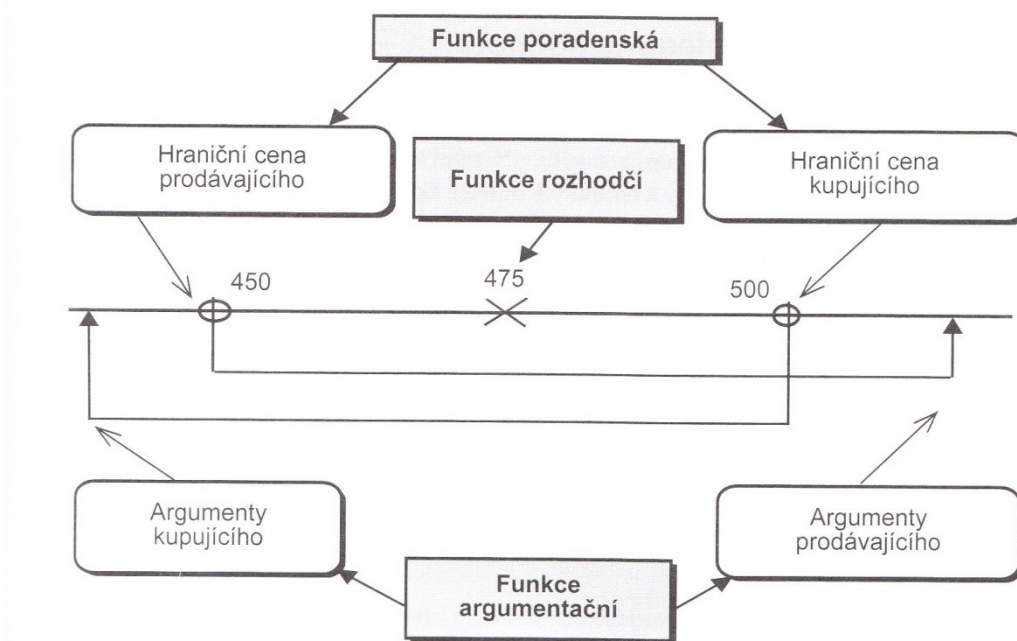 Funkce poradenská
Hraniční cena
prodávajícího
Funkce rozhodčí
Hraniční cena
kupujícího
450
475
500
Argumenty
kupujícího
Argumenty
prodávajícího
Funkce
argumentační